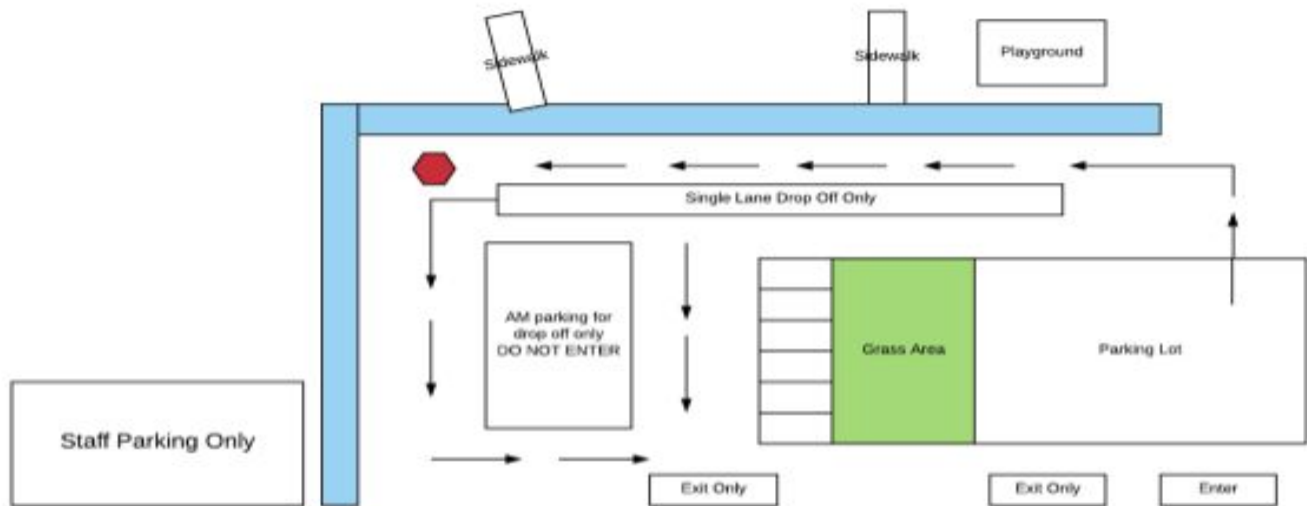 Sidewalk
Sidewalk
Playground
Single Lane Drop Off Only
AM parking for
drop off only
DO NOT ENTER
Grass Area
Parking Lot
Staff Parking Only
Exit Only
Exit Only
Enter